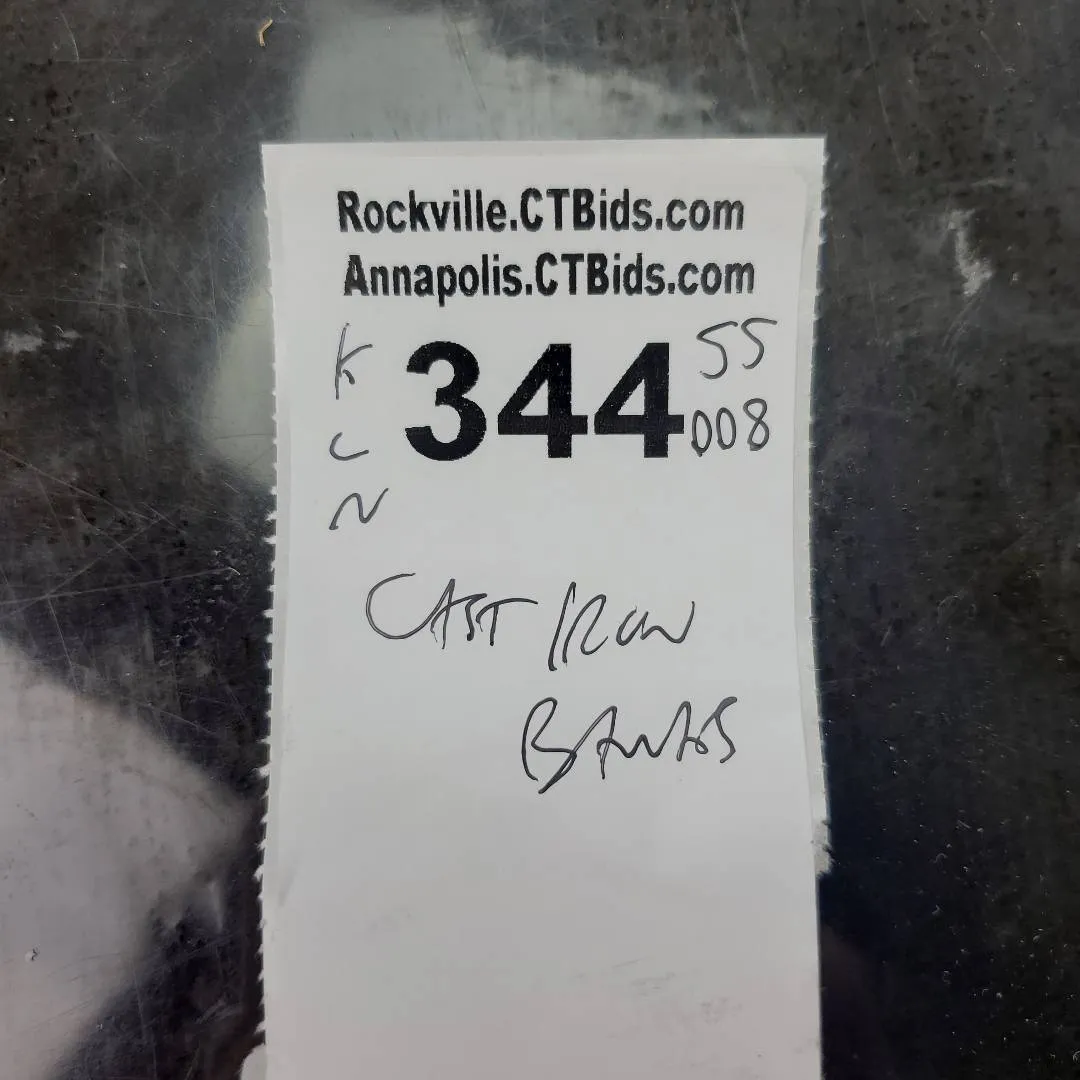 Rockville.CTBids.com
Annapolis.CTBids.com
K 344 55
C 008
N
CAST IRON
BANKS